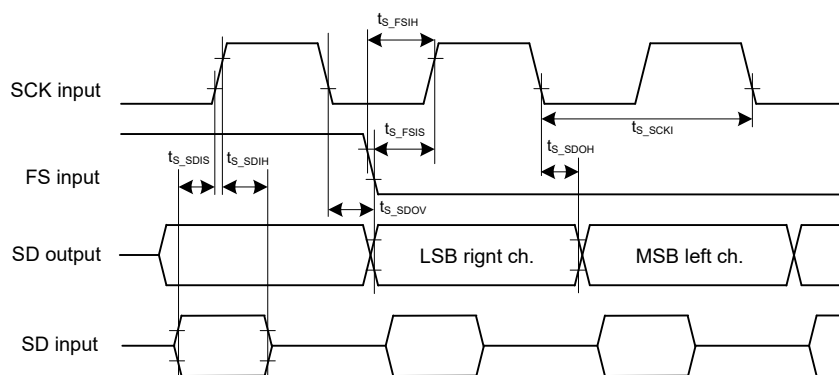 tS_FSIH
SCK input
tS_SCKI
tS_FSIS
tS_SDOH
tS_SDIS tS_SDIH
FS input
tS_SDOV
SD output
LSB rignt ch. MSB left ch.
SD input